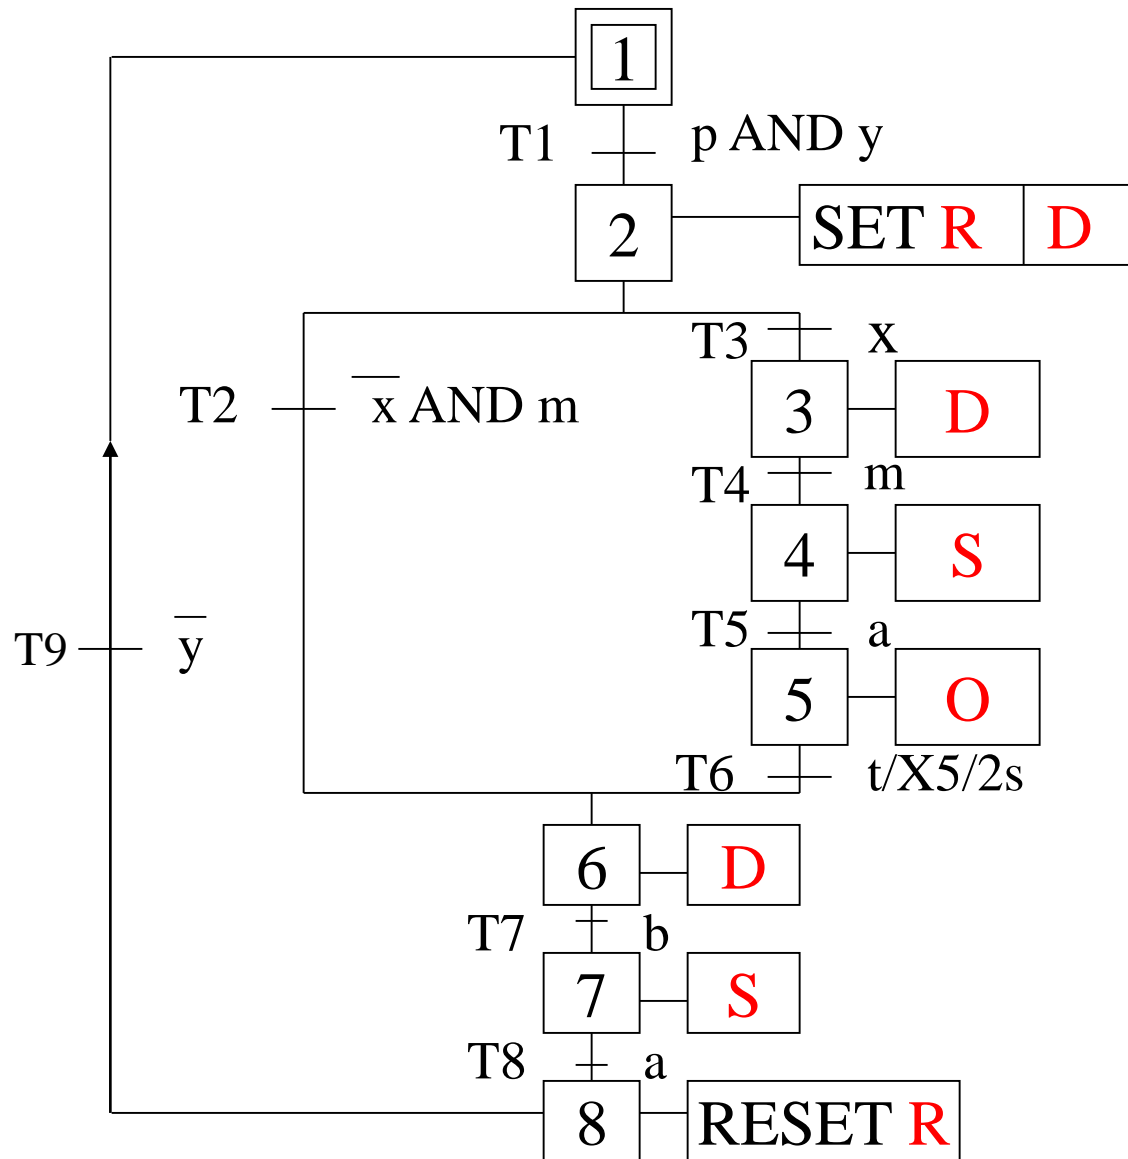 1
T1 p AND y
2 SET R D
T3 x
T2 x̅ AND m 3 D
T4 m
4 S
T5 a
T9 y̅ 5 O
T6 t/X5/2s
6 D
T7 b
7 S
T8 a
8 RESET R